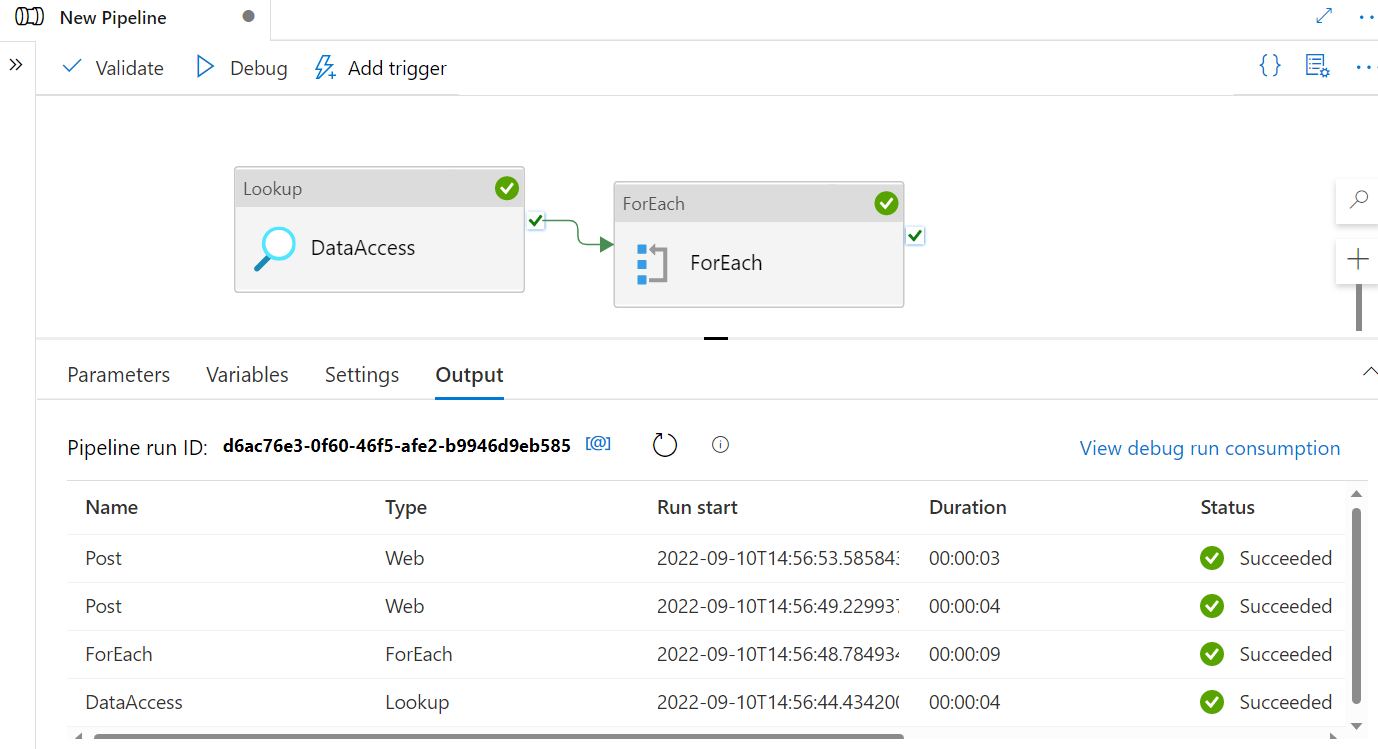 New Pipeline
Validate Debug Add trigger
Lookup
DataAccess
ForEach
ForEach
Parameters Variables Settings Output
Pipeline run ID: d6ac76e3-0f60-46f5-afe2-b9946d9eb585 [@] View debug run consumption
Name Type Run start Duration Status
Post Web 2022-09-10T14:56:53.585843 00:00:03 Succeeded
Post Web 2022-09-10T14:56:49.229937 00:00:04 Succeeded
ForEach ForEach 2022-09-10T14:56:48.784934 00:00:09 Succeeded
DataAccess Lookup 2022-09-10T14:56:44.434200 00:00:04 Succeeded